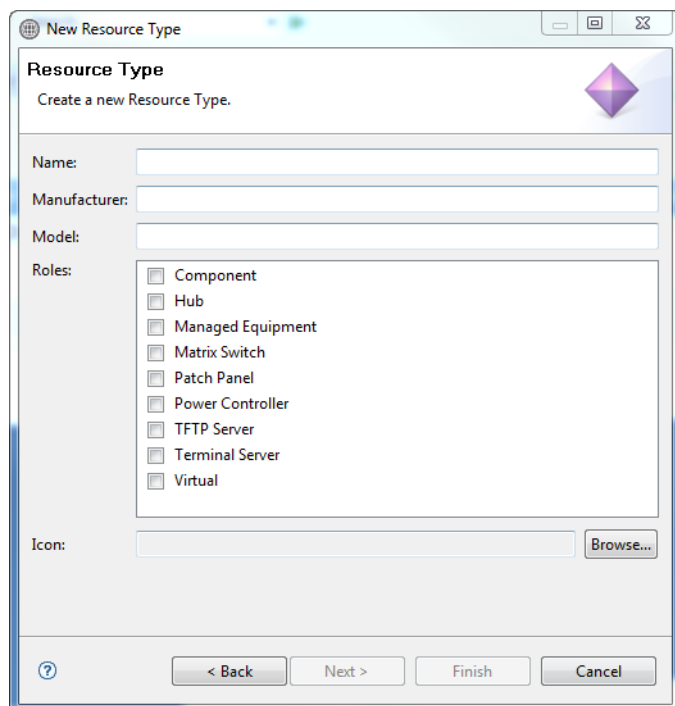 New Resource Type
Resource Type
Create a new Resource Type.
Name:
Manufacturer:
Model:
Roles:
Component
Hub
Managed Equipment
Matrix Switch
Patch Panel
Power Controller
TFTP Server
Terminal Server
Virtual
Icon:
Browse...
?
< Back
Next >
Finish
Cancel